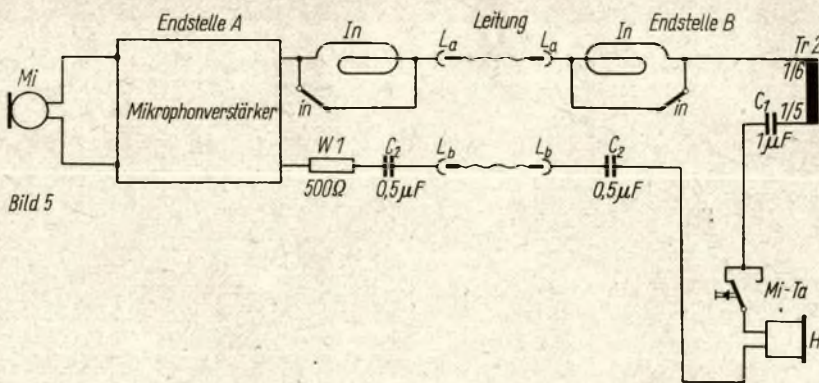 Endstelle A
In
Leitung
In
Endstelle B
Tr 2
La
La
1/6
Mi
in
in
C1
1/5
Mikrophonverstärker
1µF
W 1
C2
Lb
Lb
C2
500Ω
0,5µF
0,5µF
Bild 5
Mi-Ta
H